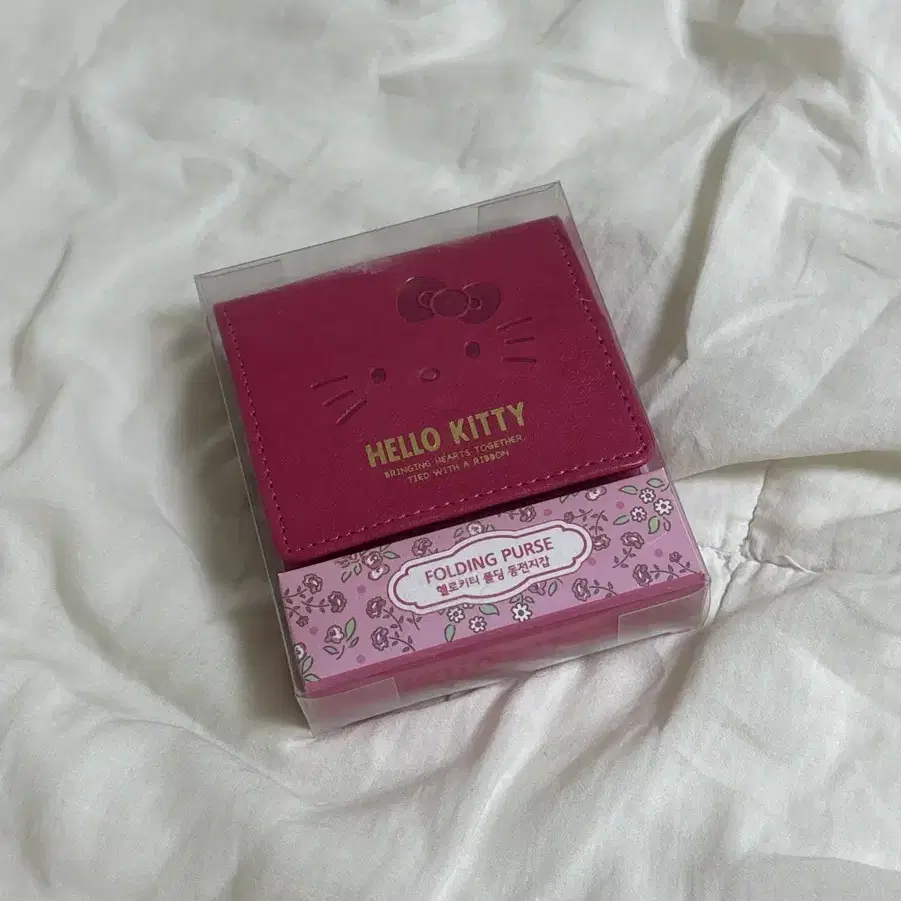 HELLO KITTY
BRINGING HEARTS TOGETHER,
TIED WITH A RIBBON
FOLDING PURSE
헬로키티 폴딩 동전지갑